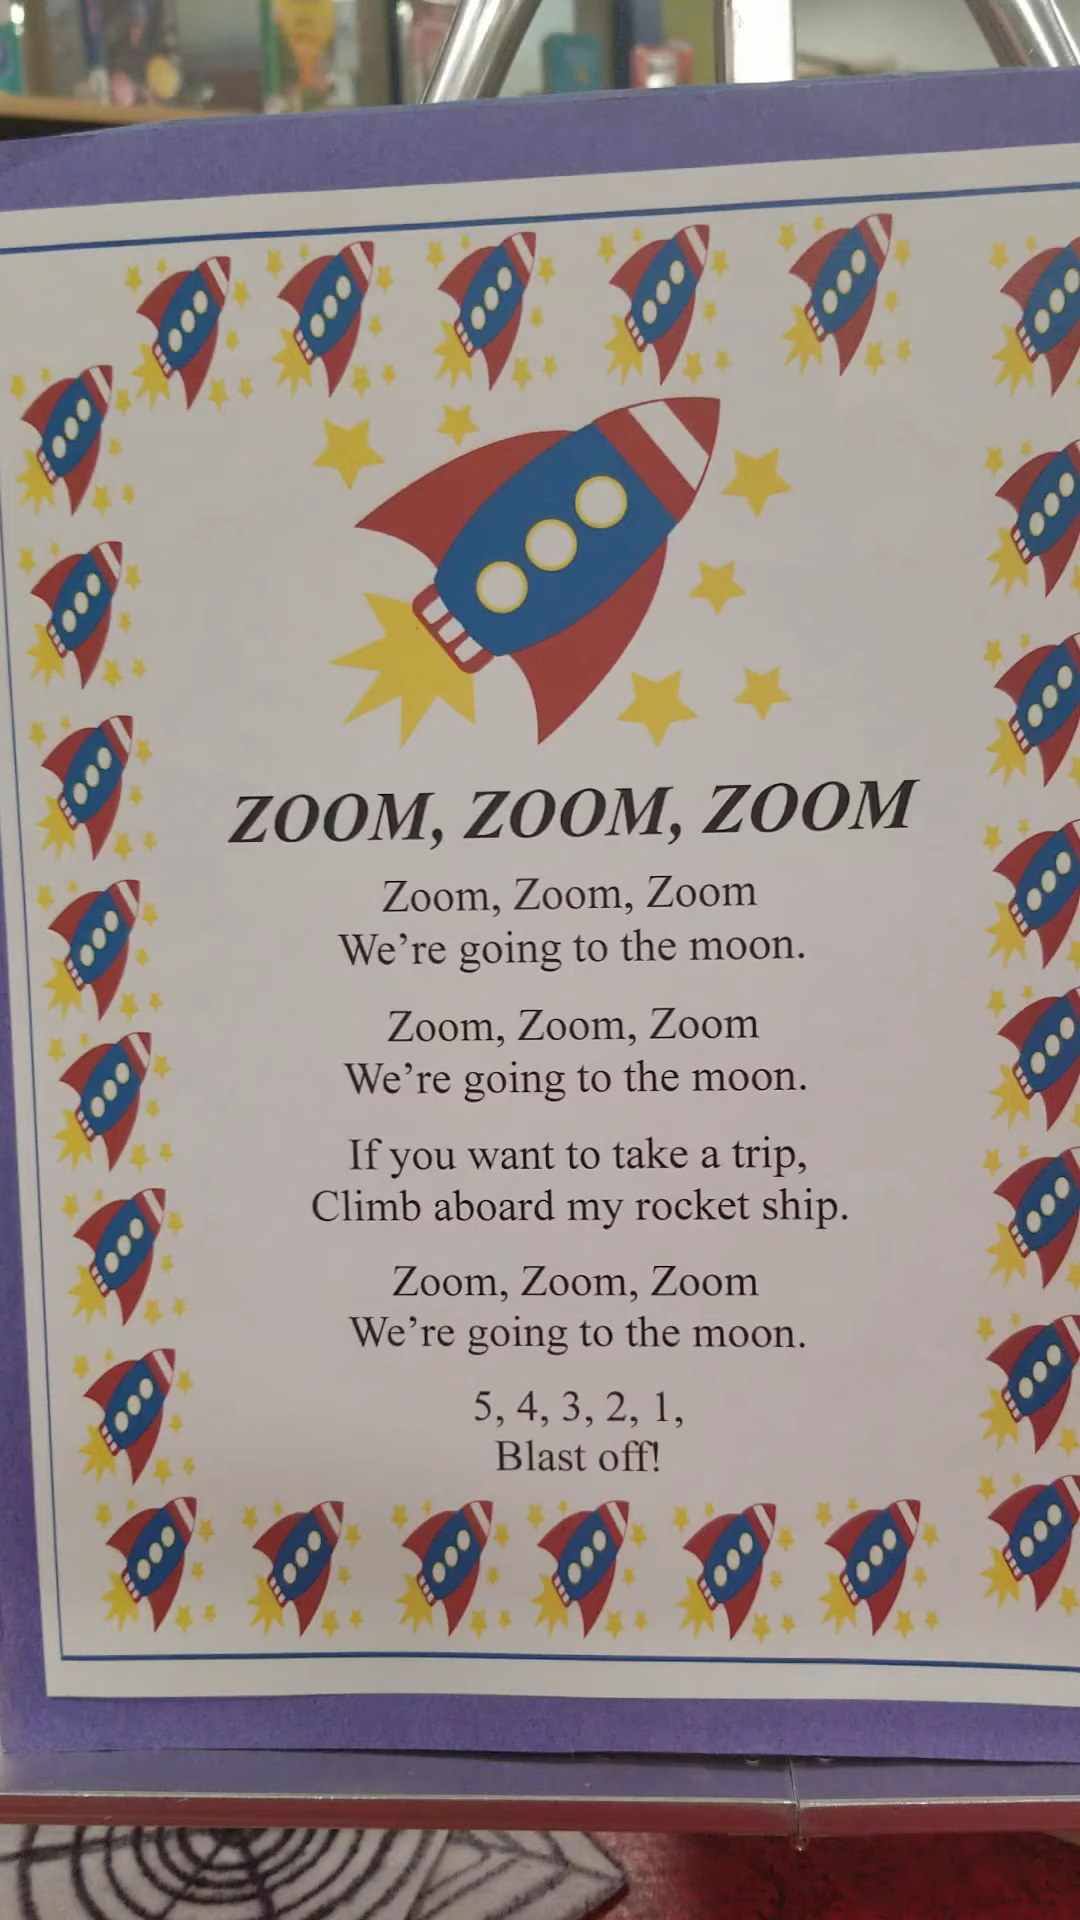 ZOOM, ZOOM, ZOOM
Zoom, Zoom, Zoom
We're going to the moon.
Zoom, Zoom, Zoom
We're going to the moon.
If you want to take a trip,
Climb aboard my rocket ship.
Zoom, Zoom, Zoom
We're going to the moon.
5, 4, 3, 2, 1,
Blast off!